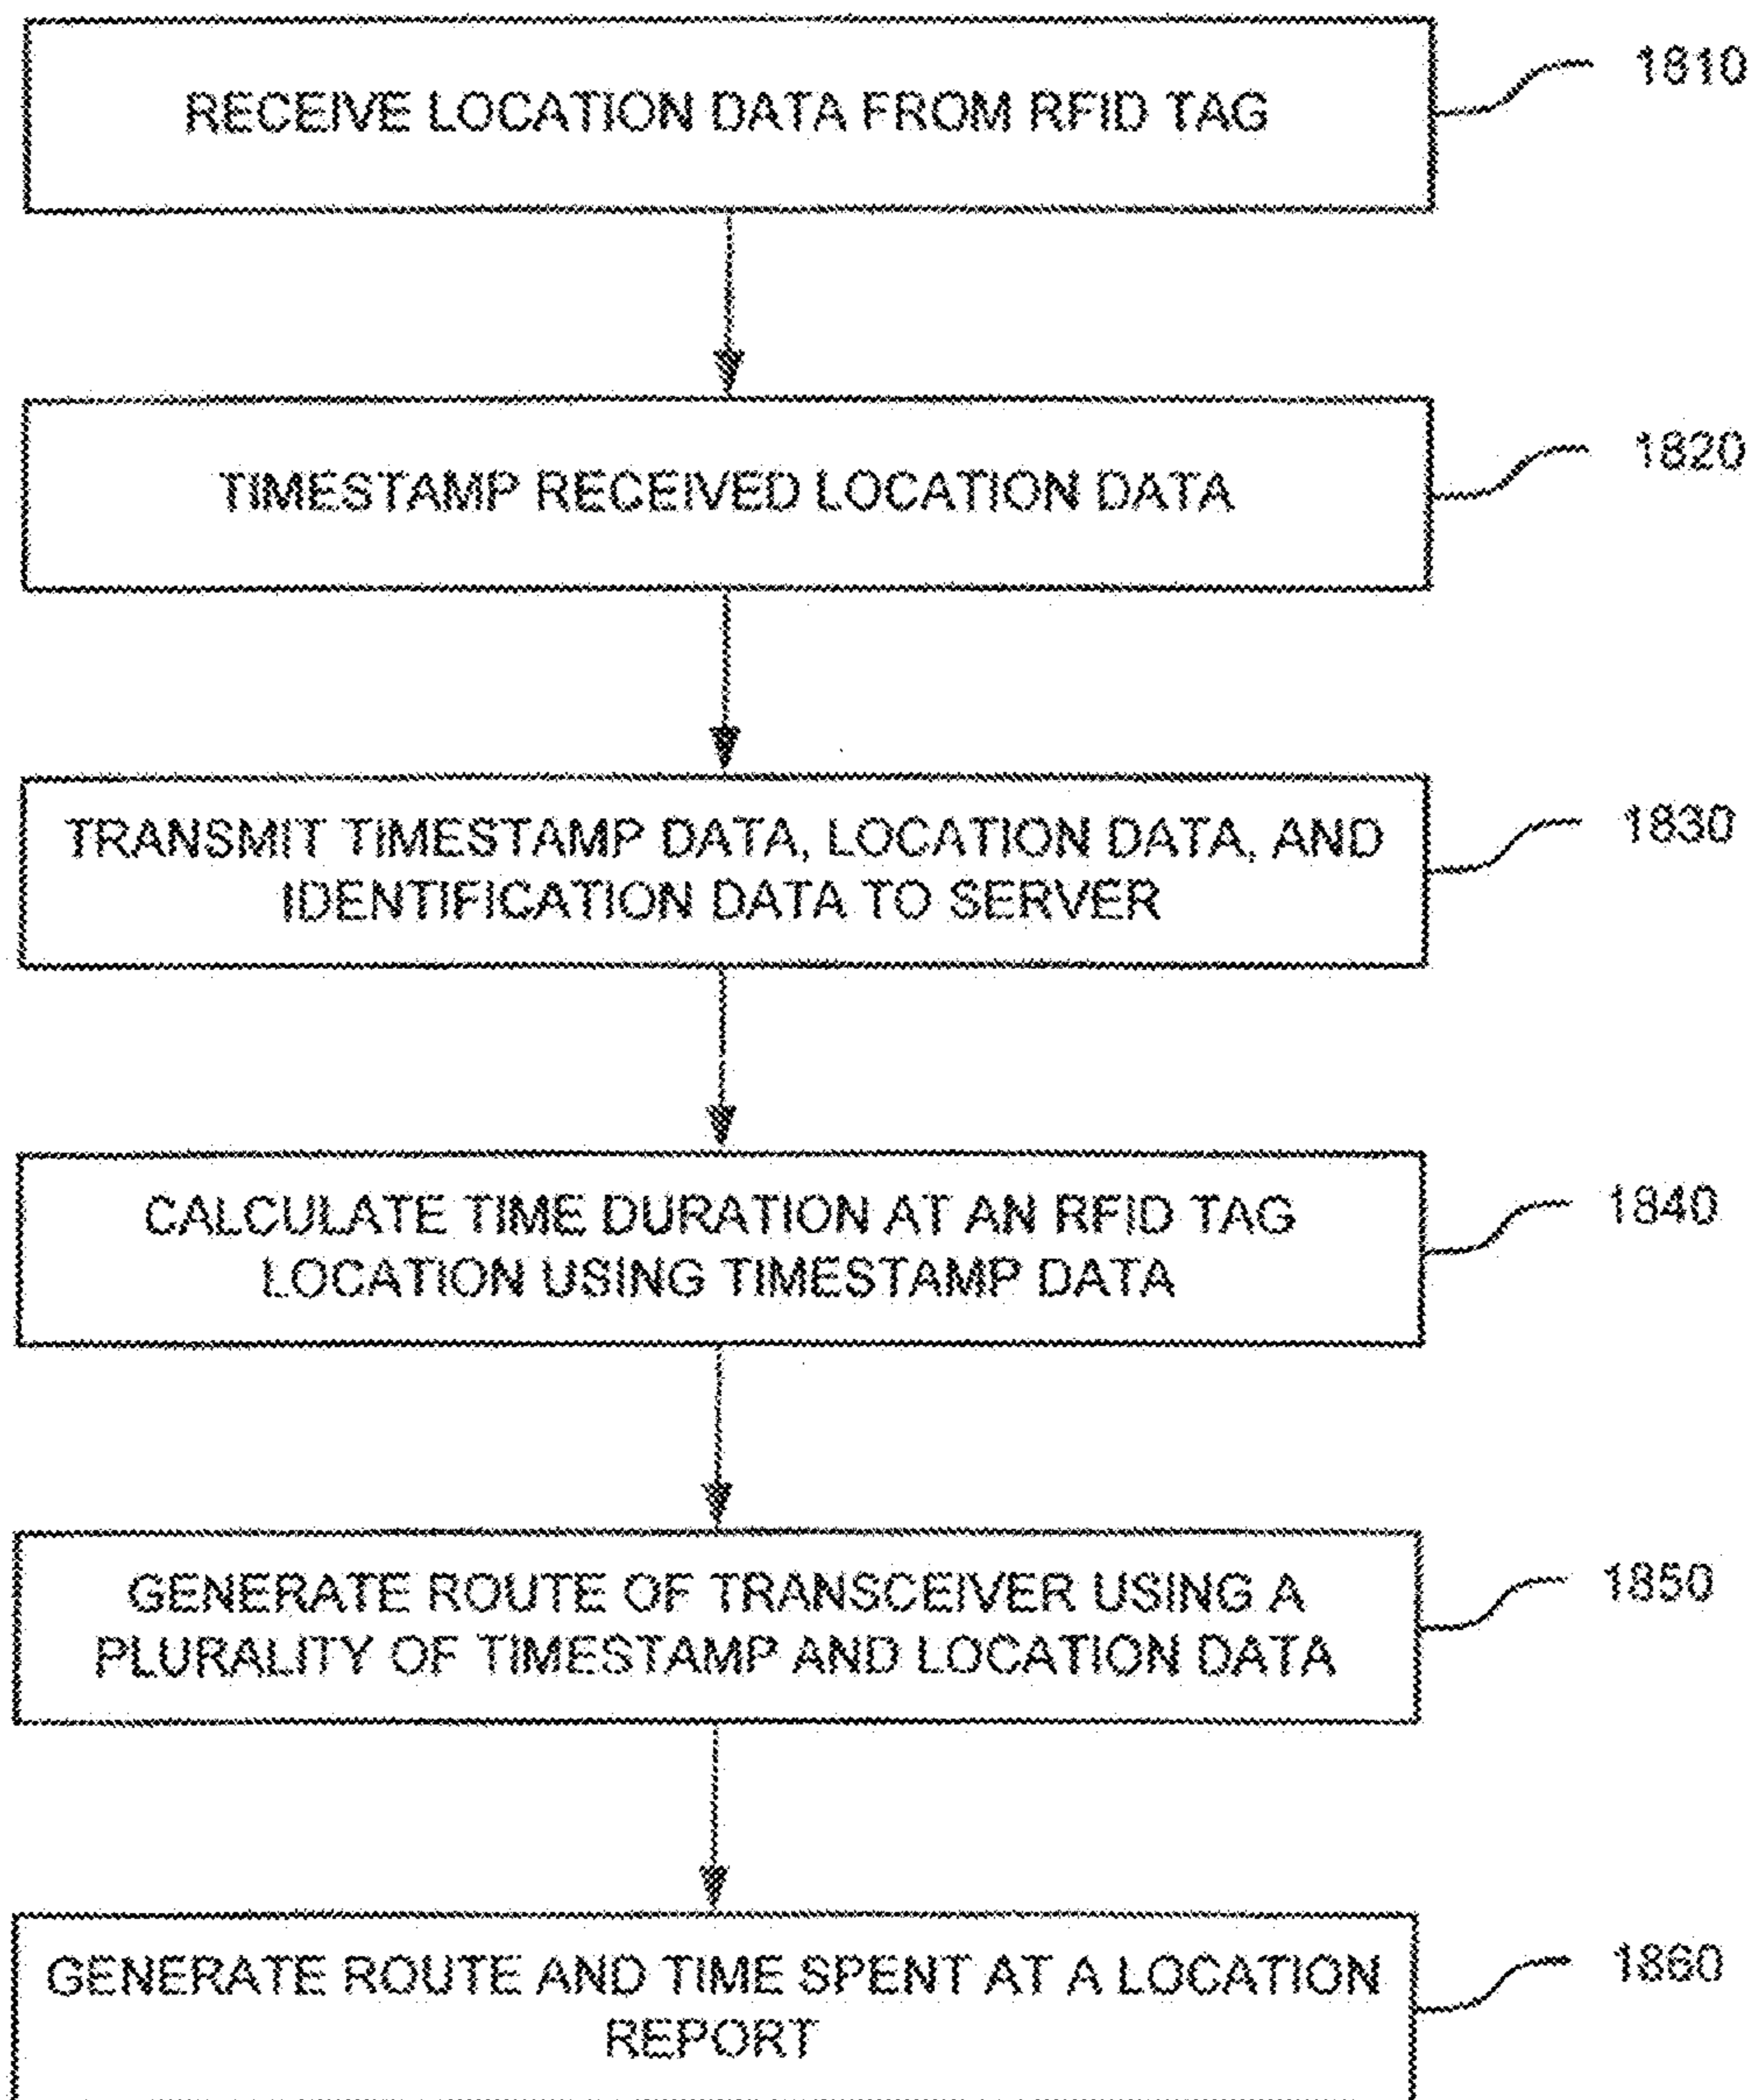 RECEIVE LOCATION DATA FROM RFID TAG
1810
TIMESTAMP RECEIVED LOCATION DATA
1820
TRANSMIT TIMESTAMP DATA, LOCATION DATA, AND
IDENTIFICATION DATA TO SERVER
1830
CALCULATE TIME DURATION AT AN RFID TAG
LOCATION USING TIMESTAMP DATA
1840
GENERATE ROUTE OF TRANSCEIVER USING A
PLURALITY OF TIMESTAMP AND LOCATION DATA
1850
GENERATE ROUTE AND TIME SPENT AT A LOCATION
REPORT
1860